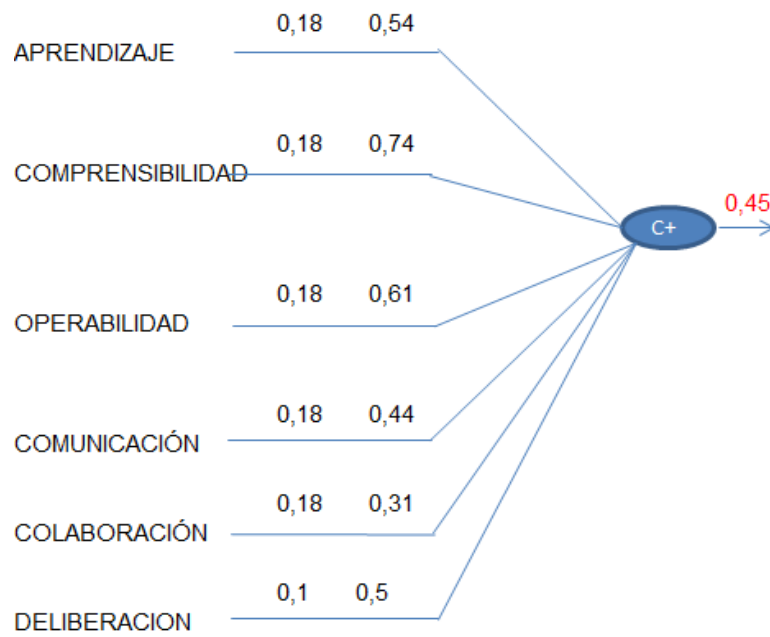 0,18 0,54
APRENDIZAJE
0,18 0,74
COMPRENSIBILIDAD
0,45
C+
0,18 0,61
OPERABILIDAD
0,18 0,44
COMUNICACIÓN
0,18 0,31
COLABORACIÓN
0,1 0,5
DELIBERACION